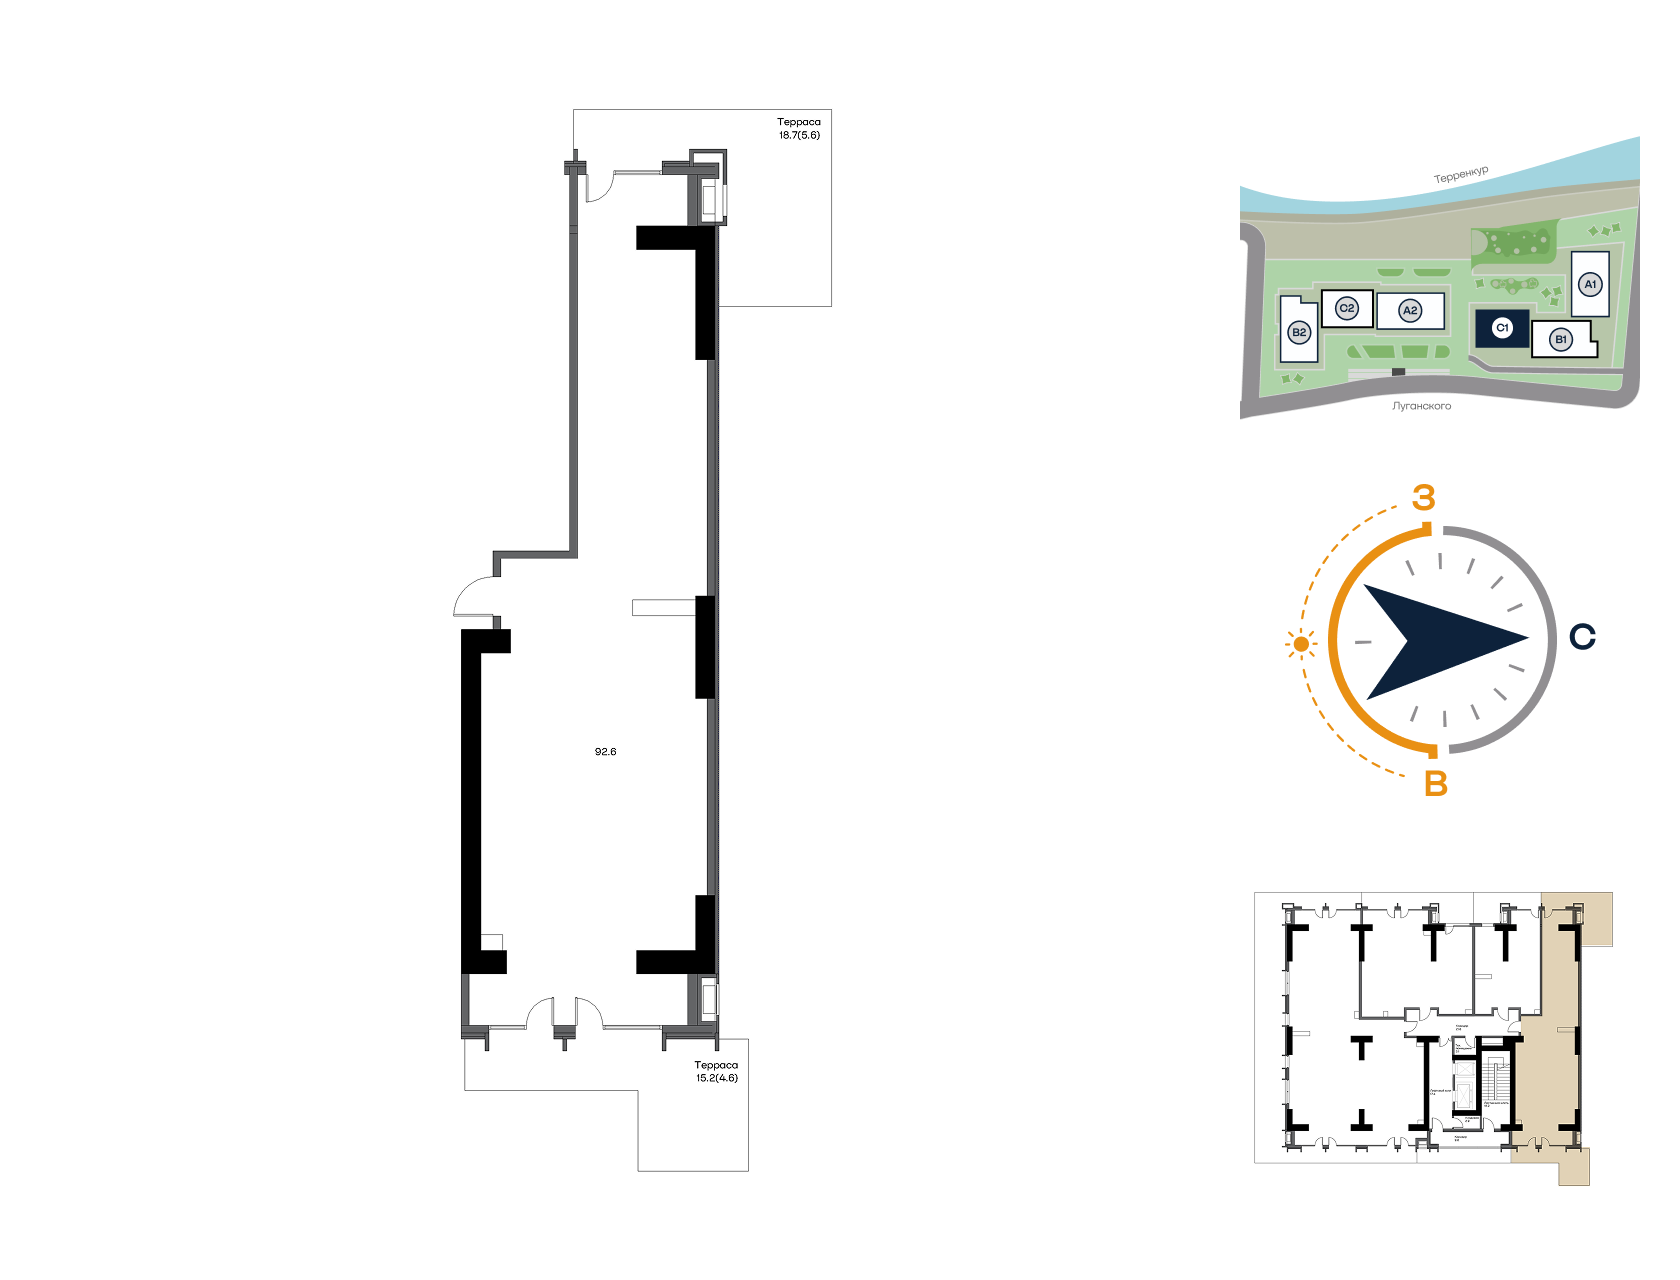 Терраса
18.7(5.6)
92.6
Терраса
15.2(4.6)
Терренкур
A1
C2
A2
B2
C1
B1
Луганского
З
С
В